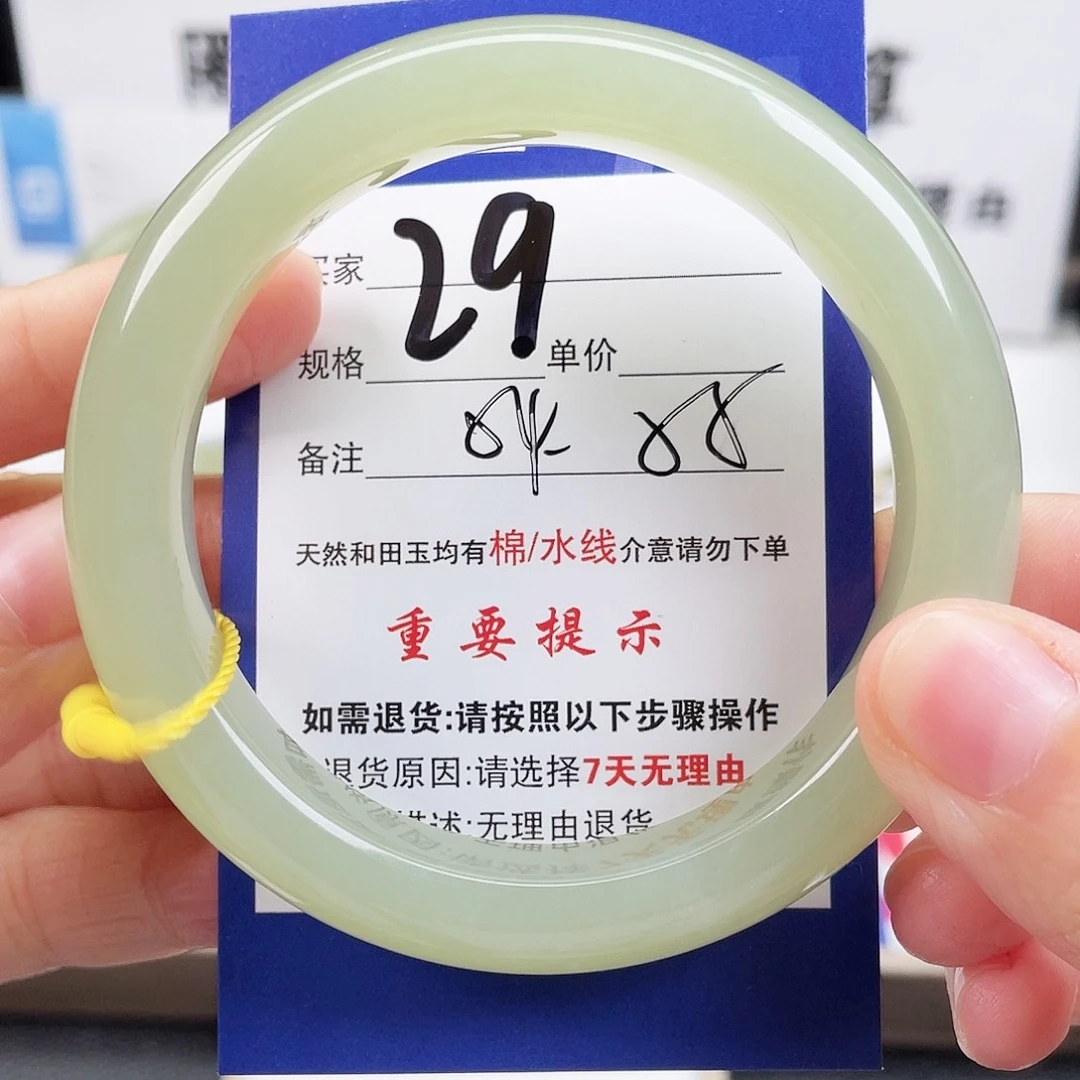 29
买家
规格 单价
备注
天然和田玉均有棉/水线介意请勿下单
重要提示
如需退货:请按照以下步骤操作
退货原因:请选择7天无理由
描述:无理由退货
理由